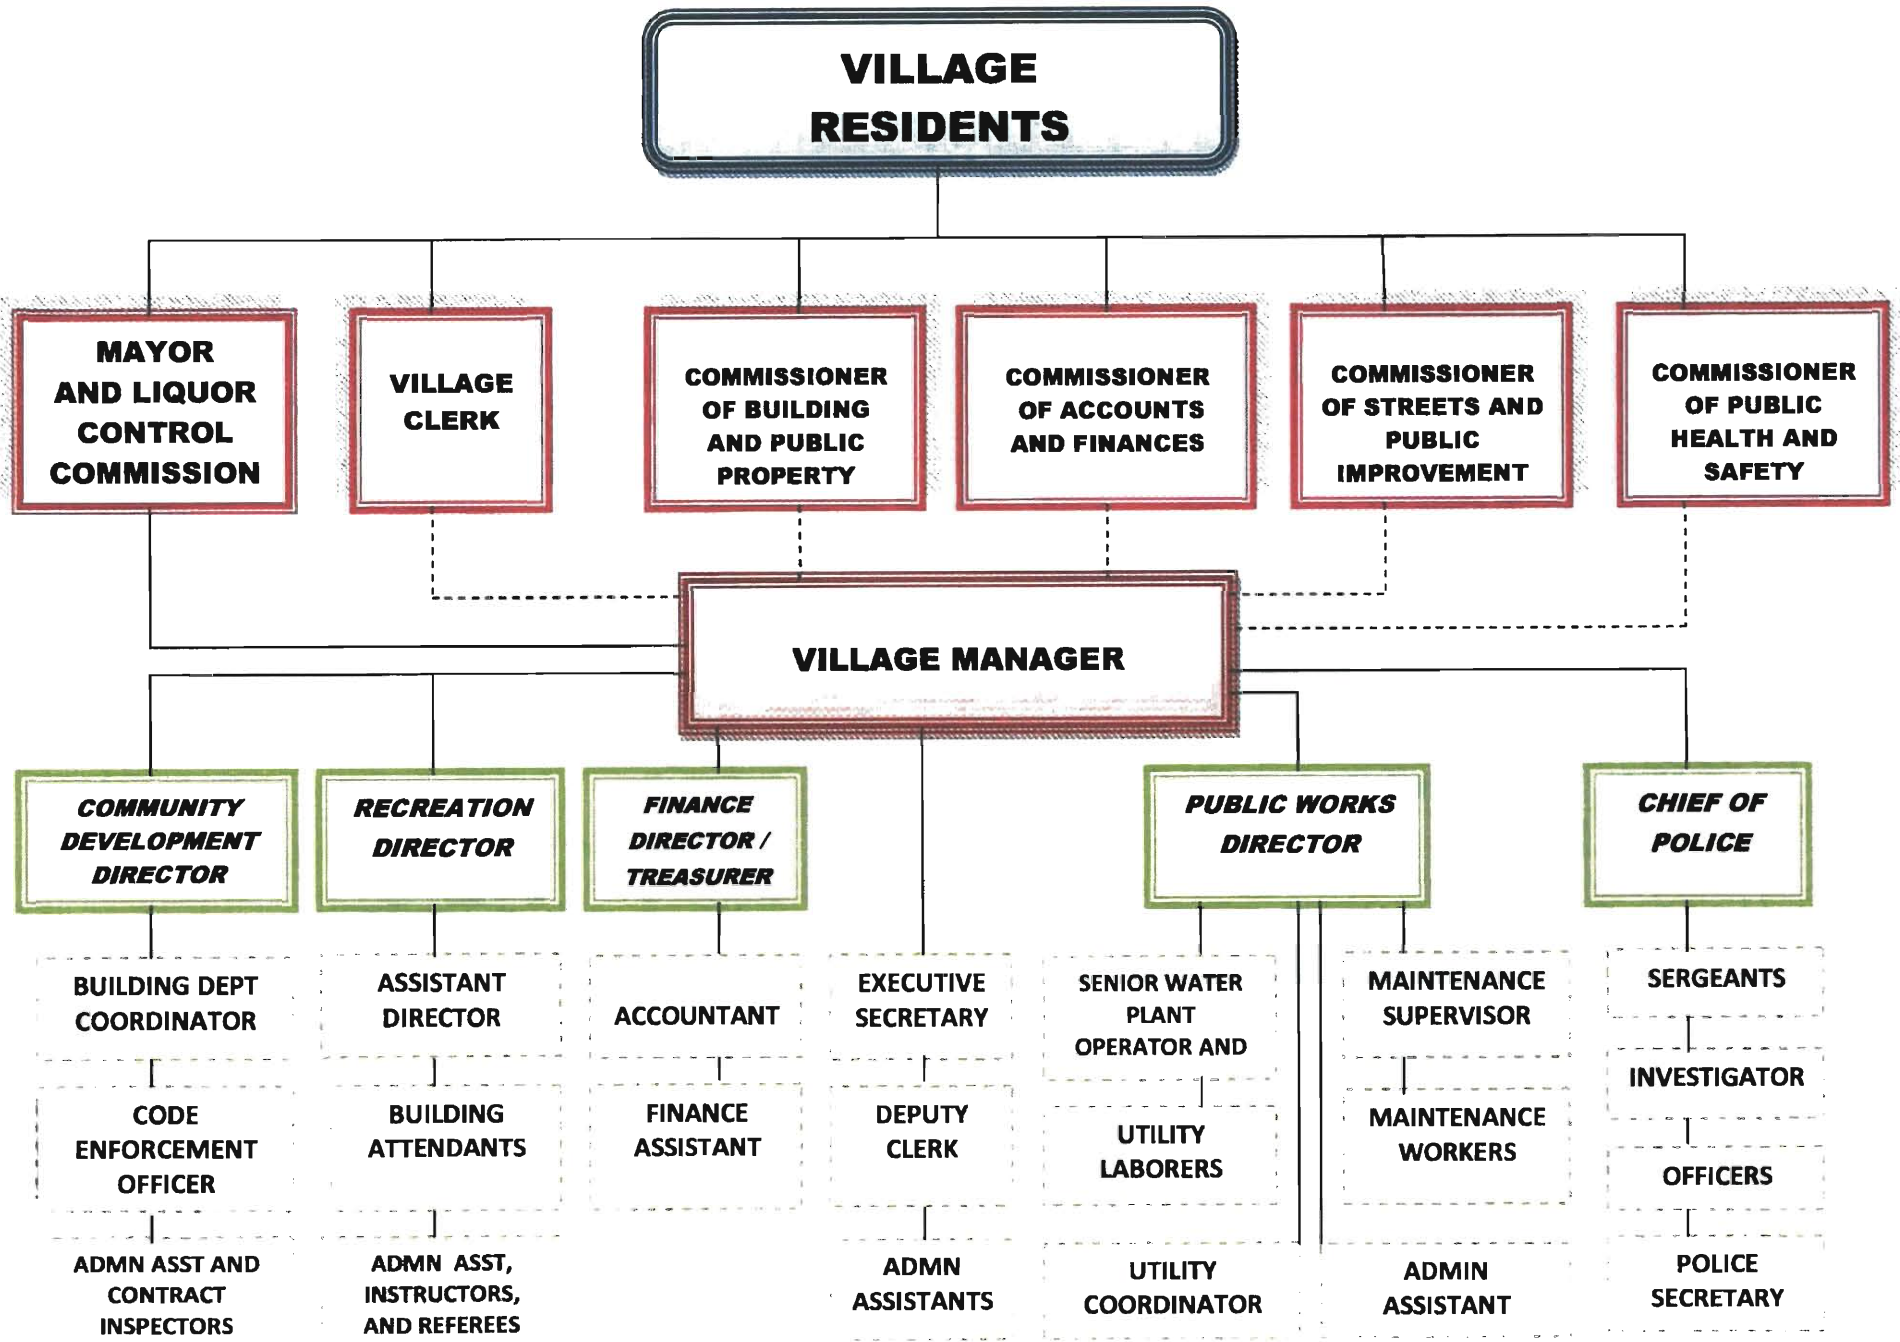 VILLAGE
RESIDENTS
MAYOR
AND LIQUOR
CONTROL
COMMISSION
VILLAGE
CLERK
COMMISSIONER
OF BUILDING
AND PUBLIC
PROPERTY
COMMISSIONER
OF ACCOUNTS
AND FINANCES
COMMISSIONER
OF STREETS AND
PUBLIC
IMPROVEMENT
COMMISSIONER
OF PUBLIC
HEALTH AND
SAFETY
VILLAGE MANAGER
COMMUNITY
DEVELOPMENT
DIRECTOR
RECREATION
DIRECTOR
FINANCE
DIRECTOR /
TREASURER
PUBLIC WORKS
DIRECTOR
CHIEF OF
POLICE
BUILDING DEPT
COORDINATOR
ASSISTANT
DIRECTOR
ACCOUNTANT
EXECUTIVE
SECRETARY
SENIOR WATER
PLANT
OPERATOR AND
MAINTENANCE
SUPERVISOR
SERGEANTS
INVESTIGATOR
CODE
ENFORCEMENT
OFFICER
BUILDING
ATTENDANTS
FINANCE
ASSISTANT
DEPUTY
CLERK
UTILITY
LABORERS
MAINTENANCE
WORKERS
OFFICERS
ADMN ASST AND
CONTRACT
INSPECTORS
ADMN ASST,
INSTRUCTORS,
AND REFEREES
ADMN
ASSISTANTS
UTILITY
COORDINATOR
ADMIN
ASSISTANT
POLICE
SECRETARY